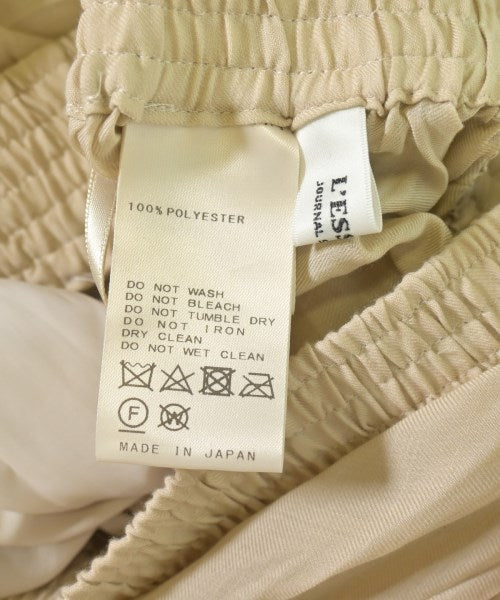 100% POLYESTER
DO NOT WASH
DO NOT BLEACH
DO NOT TUMBLE DRY
DO NOT IRON
DRY CLEAN
DO NOT WET CLEAN
F
W
MADE IN JAPAN
L'ES
JOURNAL